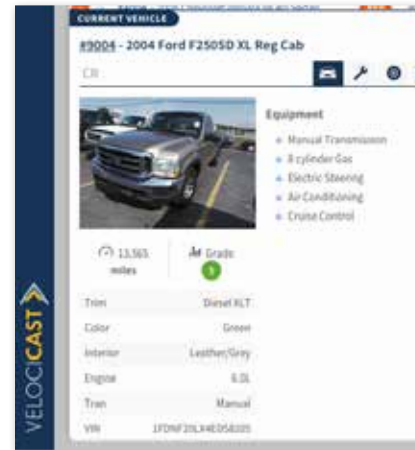 CURRENT VEHICLE
#9004 - 2004 Ford F250SD XL Reg Cab
CR
Equipment
Manual Transmission
8 cylinder Gas
Electric Steering
Air Conditioning
Cruise Control
13,565 miles
Grade
Trim Diesel XLT
Color Green
Interior Leather/Gray
Engine 6.0L
Tran Manual
VIN
VELOCICAST